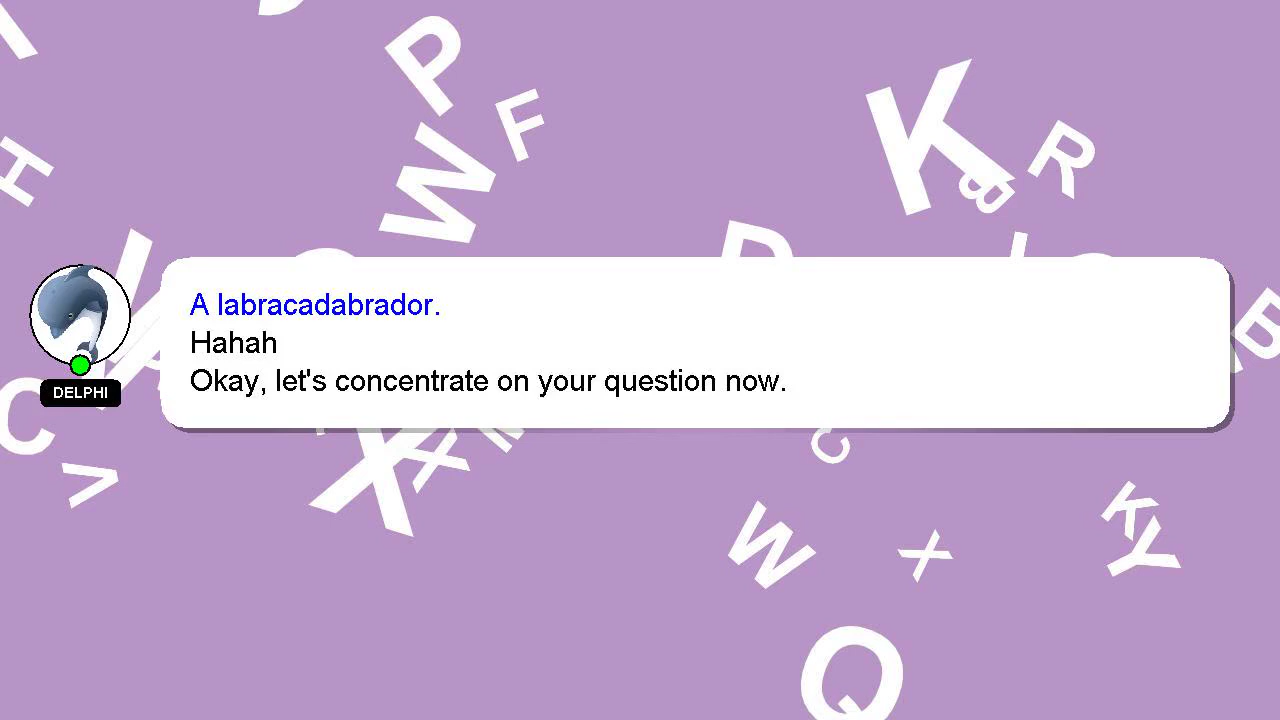 A labracadabrador.
Hahah
Okay, let's concentrate on your question now.
DELPHI
P
F
W
K
R
B
H
D
C
V
X
X
C
W
X
K
Y
Q
B